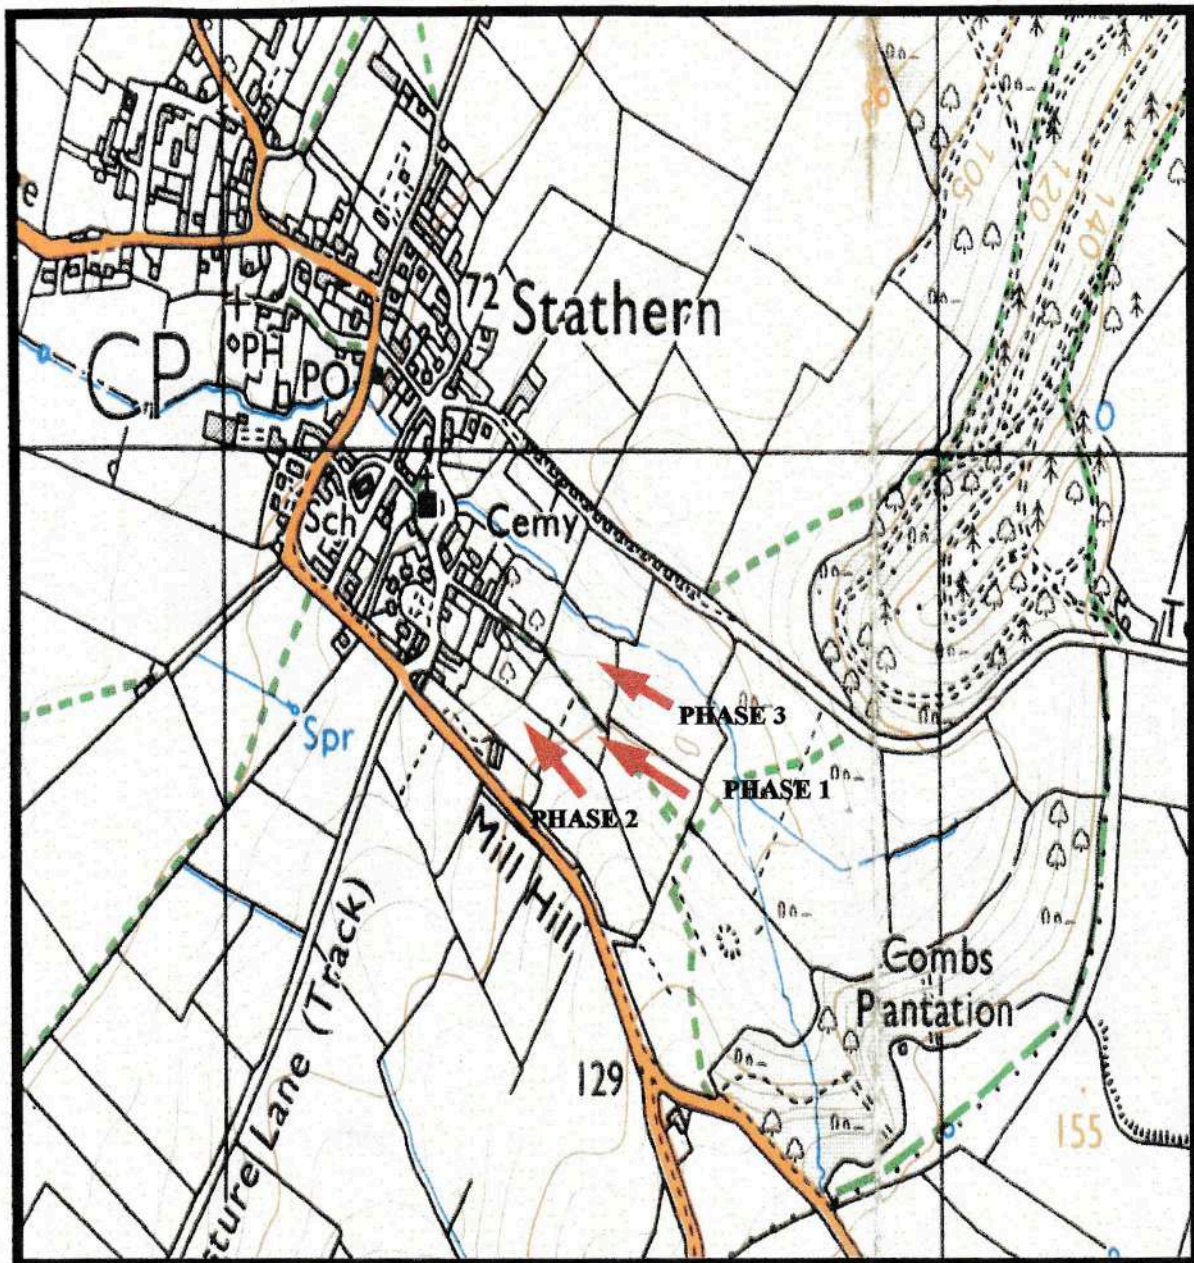 105
120
140
e
72
Stathern
CP
PH
PO
Sch
Cemy
T
Spr
PHASE 3
PHASE 1
PHASE 2
Mill Hill
Combs
Pantation
129
155
sture Lane (Track)